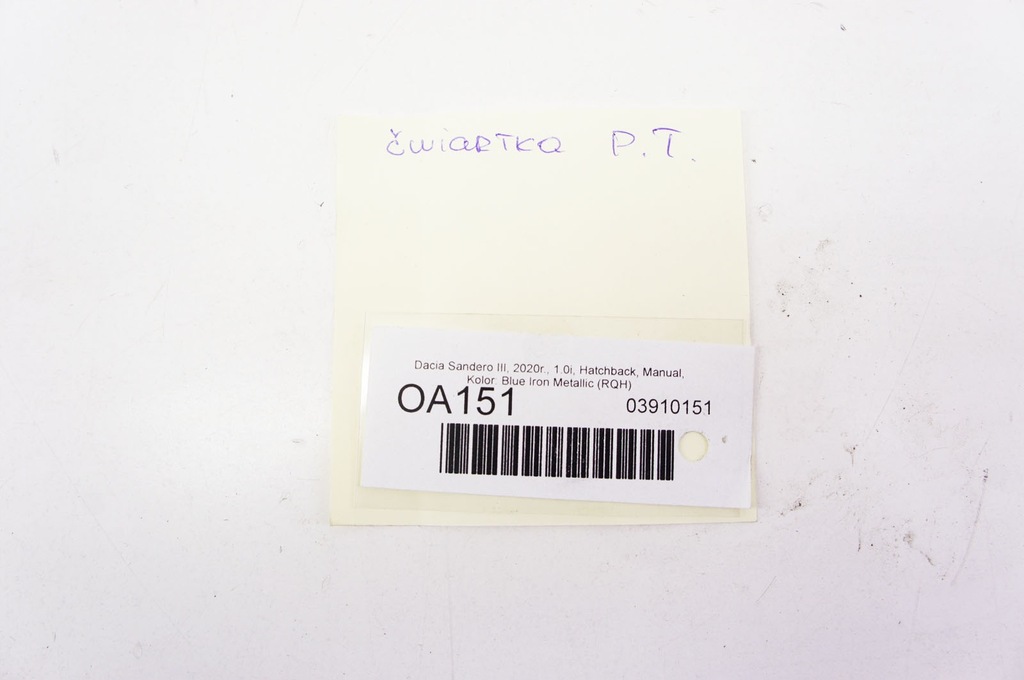 ćwiartka P.T.
Dacia Sandero III, 2020r., 1.0i, Hatchback, Manual,
Kolor: Blue Iron Metallic (RQH)
OA151 03910151